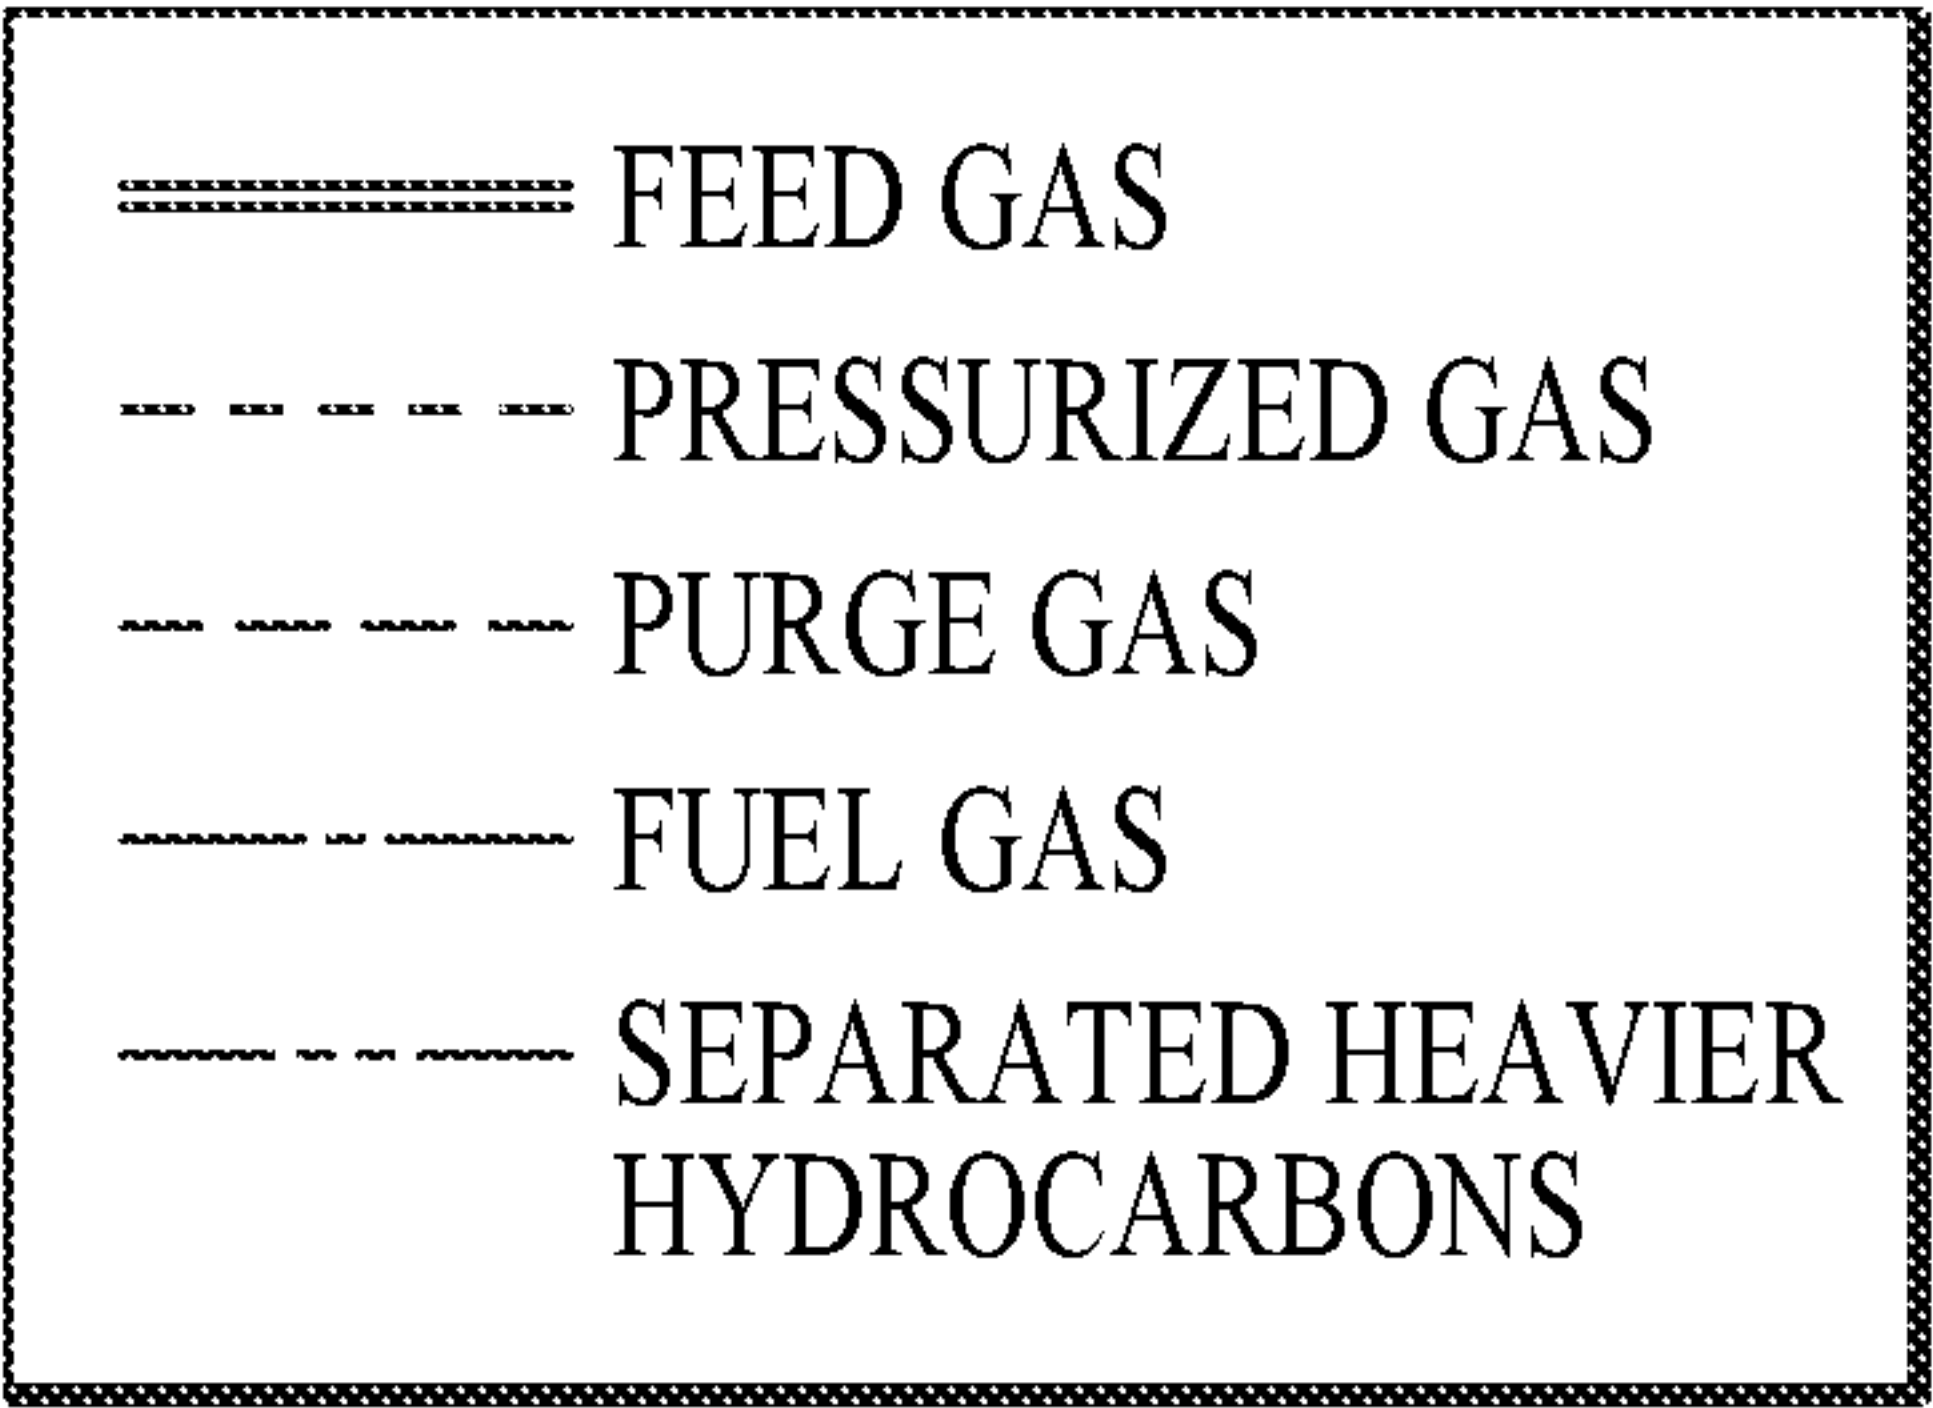 FEED GAS
PRESSURIZED GAS
PURGE GAS
FUEL GAS
SEPARATED HEAVIER
HYDROCARBONS